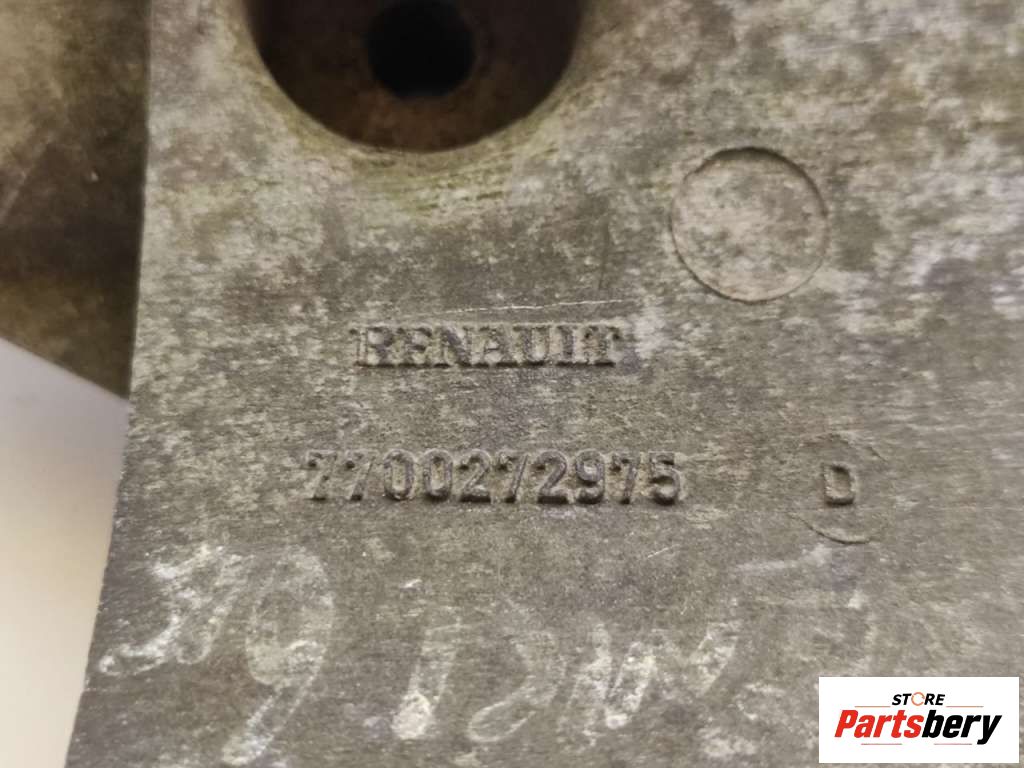 RENAULT
7700272975 D
STORE
Partsbery